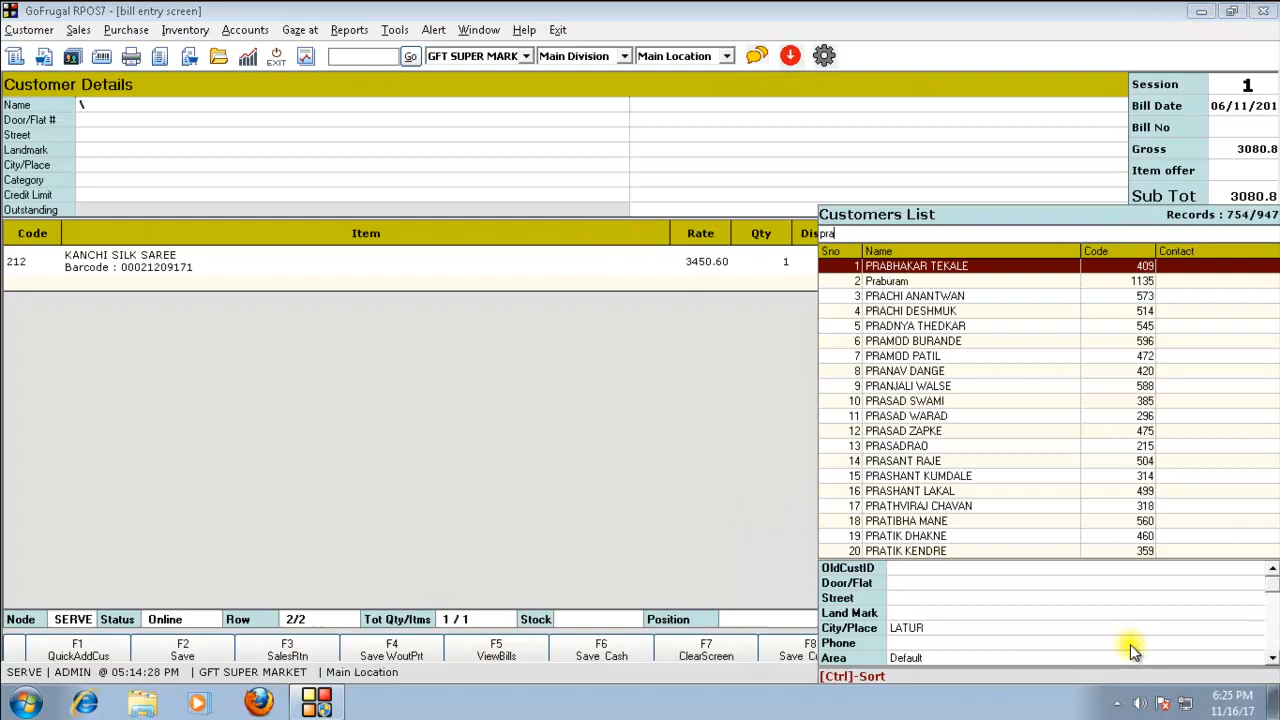 GoFrugal RPOS7 - [bill entry screen]
Customer Sales Purchase Inventory Accounts Gaze at Reports Tools Alert Window Help Exit
EXIT Go GFT SUPER MARK Main Division Main Location
Customer Details
Name \
Door/Flat #
Street
Landmark
City/Place
Category
Credit Limit
Outstanding
Session 1
Bill Date 06/11/201
Bill No
Gross 3080.8
Item offer
Sub Tot 3080.8
Code Item Rate Qty Dis
212 KANCHI SILK SAREE 3450.60 1
Barcode : 00021209171
Customers List Records : 754/947
pra
Sno Name Code Contact
1 PRABHAKAR TEKALE 409
2 Praburam 1135
3 PRACHI ANANTWAN 573
4 PRACHI DESHMUK 514
5 PRADNYA THEDKAR 545
6 PRAMOD BURANDE 596
7 PRAMOD PATIL 472
8 PRANAV DANGE 420
9 PRANJALI WALSE 588
10 PRASAD SWAMI 385
11 PRASAD WARAD 296
12 PRASAD ZAPKE 475
13 PRASADRAO 215
14 PRASANT RAJE 504
15 PRASHANT KUMDALE 314
16 PRASHANT LAKAL 499
17 PRATHVIRAJ CHAVAN 318
18 PRATIBHA MANE 560
19 PRATIK DHAKNE 460
20 PRATIK KENDRE 359
OldCustID
Door/Flat
Street
Land Mark
City/Place LATUR
Phone
Area Default
[Ctrl]-Sort
Node SERVE Status Online Row 2/2 Tot Qty/Itms 1 / 1 Stock Position
F1 F2 F3 F4 F5 F6 F7 F8
QuickAddCus Save SalesRtn Save WoutPrt ViewBills Save Cash ClearScreen Save Cu
SERVE | ADMIN @ 05:14:28 PM | GFT SUPER MARKET | Main Location
6:25 PM
11/16/17